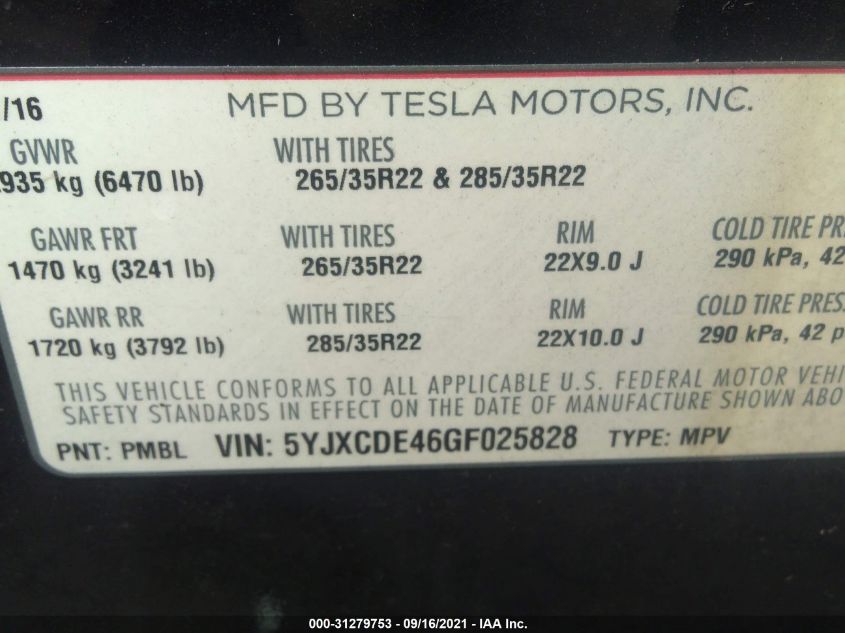 /16 MFD BY TESLA MOTORS, INC.
GVWR WITH TIRES
935 kg (6470 lb) 265/35R22 & 285/35R22
GAWR FRT WITH TIRES RIM COLD TIRE PR
1470 kg (3241 lb) 265/35R22 22X9.0 J 290 kPa, 42
GAWR RR WITH TIRES RIM COLD TIRE PRES
1720 kg (3792 lb) 285/35R22 22X10.0 J 290 kPa, 42 p
THIS VEHICLE CONFORMS TO ALL APPLICABLE U.S. FEDERAL MOTOR VEHI
SAFETY STANDARDS IN EFFECT ON THE DATE OF MANUFACTURE SHOWN ABO
PNT: PMBL VIN: 5YJXCDE46GF025828 TYPE: MPV
000-31279753 - 09/16/2021 - IAA Inc.